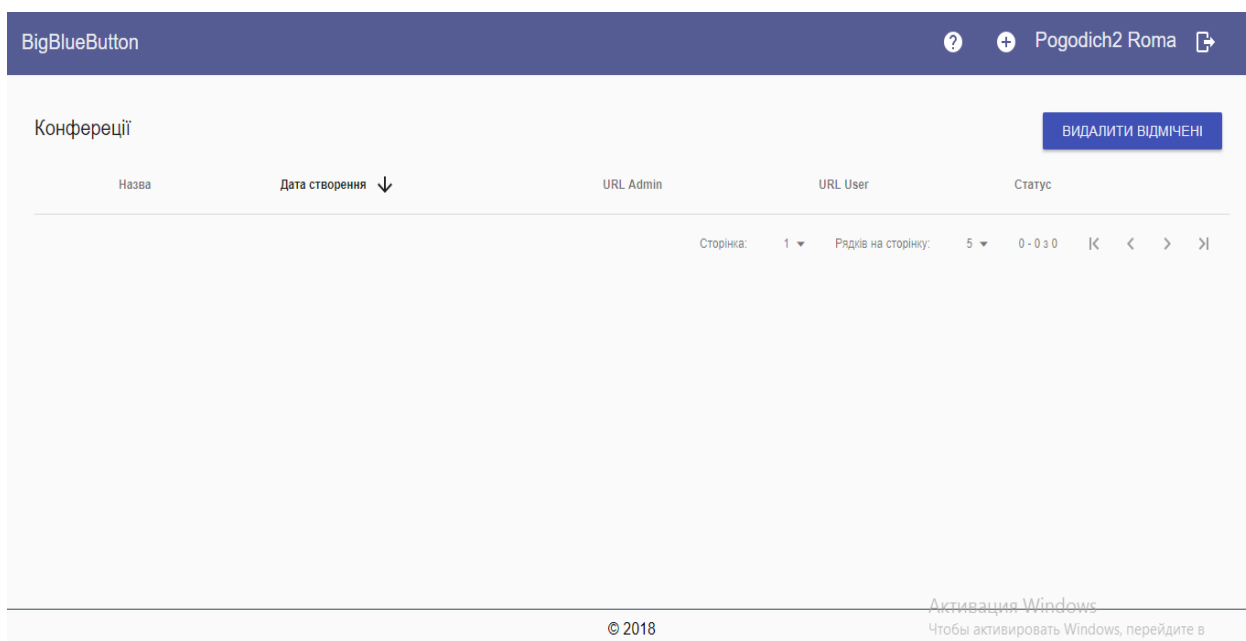 BigBlueButton Pogodich2 Roma
Конфереції ВИДАЛИТИ ВІДМІЧЕНІ
Назва Дата створення URL Admin URL User Статус
Сторінка: 1 Рядків на сторінку: 5 0 - 0 з 0
Активация Windows
© 2018 Чтобы активировать Windows, перейдите в